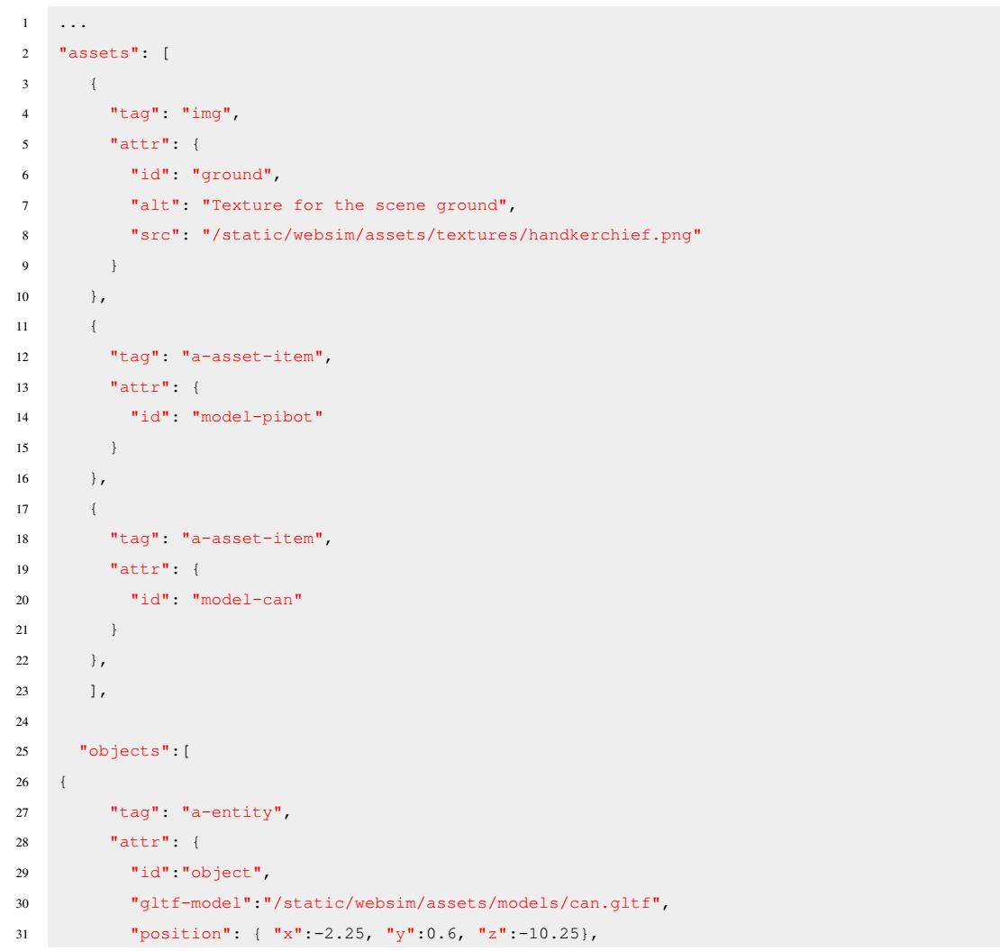 1 ...
2 "assets": [
3 {
4 "tag": "img",
5 "attr": {
6 "id": "ground",
7 "alt": "Texture for the scene ground",
8 "src": "/static/websim/assets/textures/handkerchief.png"
9 }
10 },
11 {
12 "tag": "a-asset-item",
13 "attr": {
14 "id": "model-pibot"
15 }
16 },
17 {
18 "tag": "a-asset-item",
19 "attr": {
20 "id": "model-can"
21 }
22 },
23 ],
24
25 "objects":[
26 {
27 "tag": "a-entity",
28 "attr": {
29 "id":"object",
30 "gltf-model":"/static/websim/assets/models/can.gltf",
31 "position": { "x":-2.25, "y":0.6, "z":-10.25},